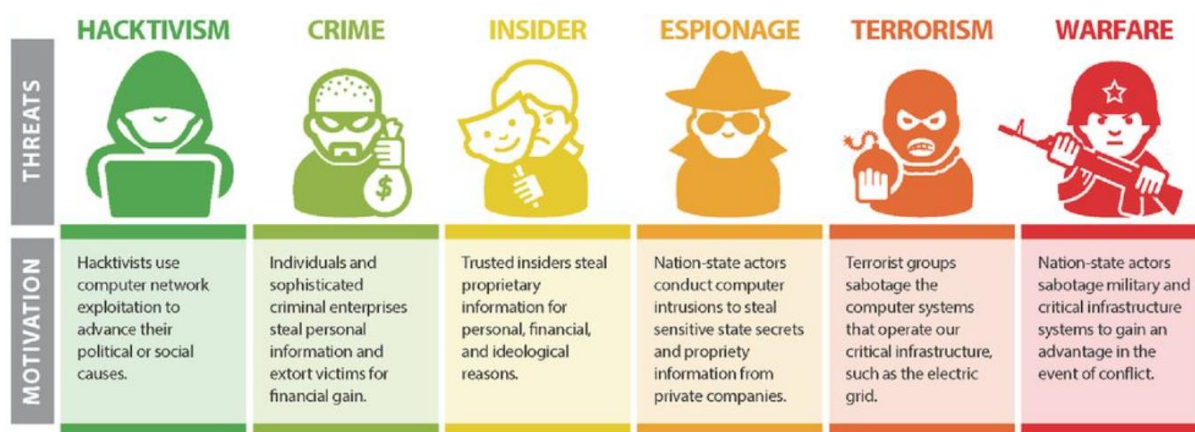 HACKTIVISM
CRIME
INSIDER
ESPIONAGE
TERRORISM
WARFARE
THREATS
$
MOTIVATION
Hacktivists use
computer network
exploitation to
advance their
political or social
causes.
Individuals and
sophisticated
criminal enterprises
steal personal
information and
extort victims for
financial gain.
Trusted insiders steal
proprietary
information for
personal, financial,
and ideological
reasons.
Nation-state actors
conduct computer
intrusions to steal
sensitive state secrets
and propriety
information from
private companies.
Terrorist groups
sabotage the
computer systems
that operate our
critical infrastructure,
such as the electric
grid.
Nation-state actors
sabotage military and
critical infrastructure
systems to gain an
advantage in the
event of conflict.